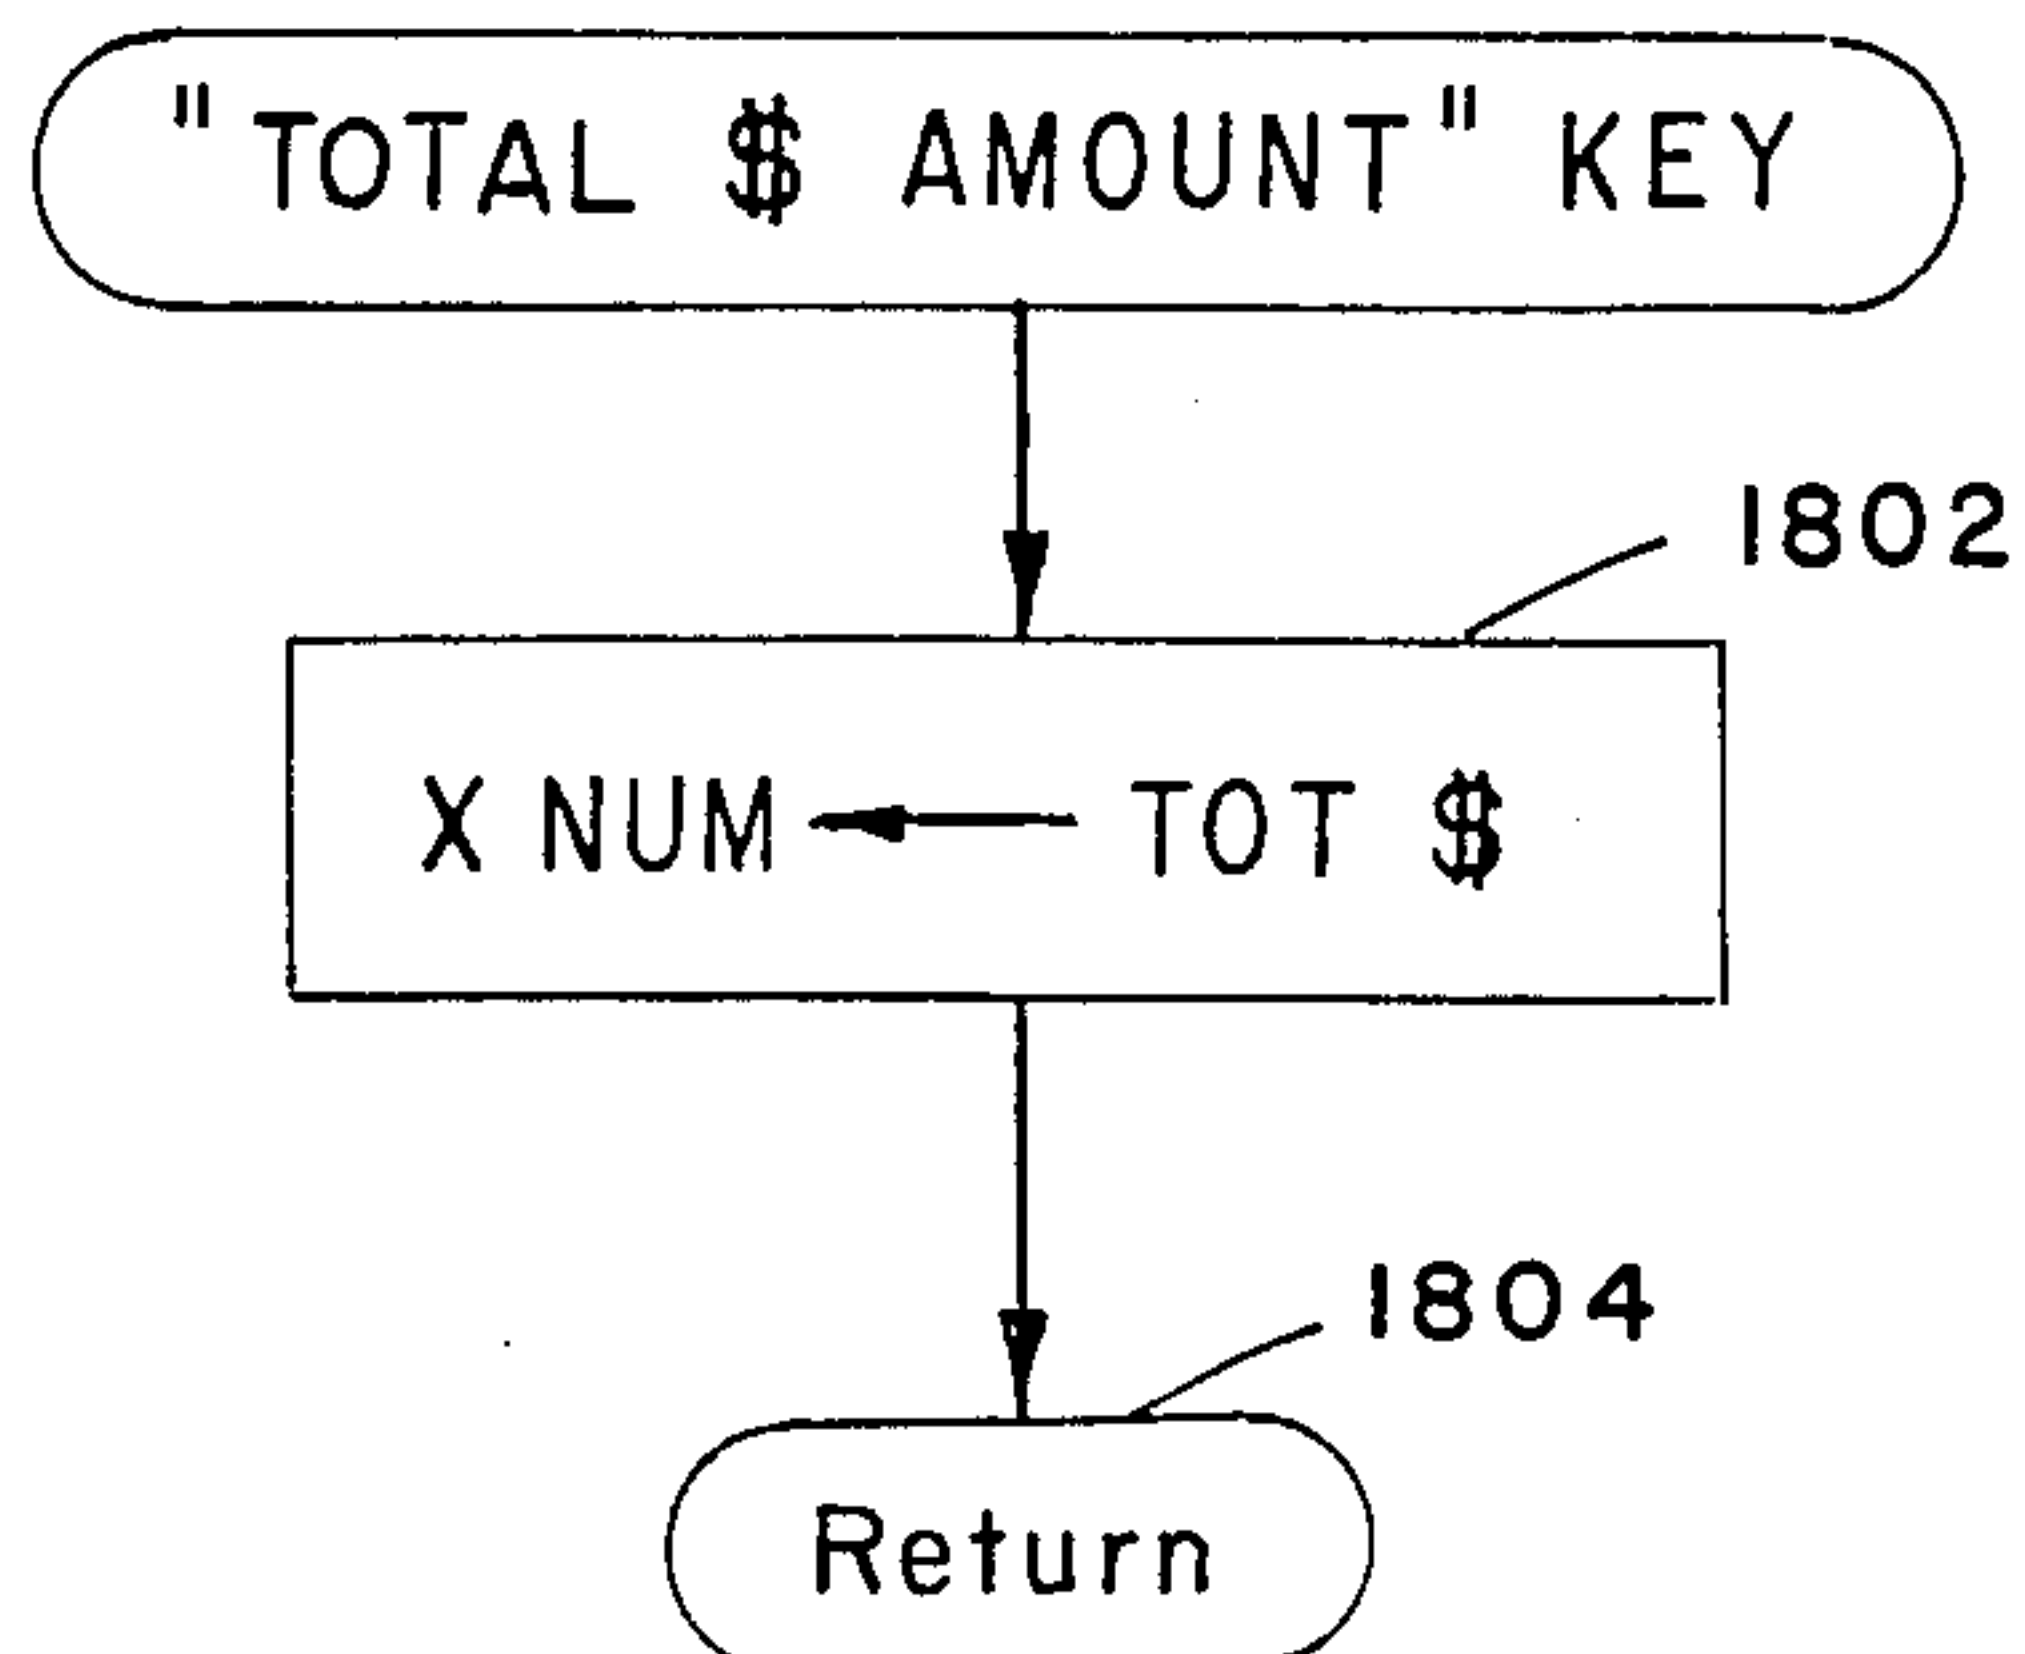 "TOTAL $ AMOUNT" KEY
1802
X NUM ← TOT $
1804
Return